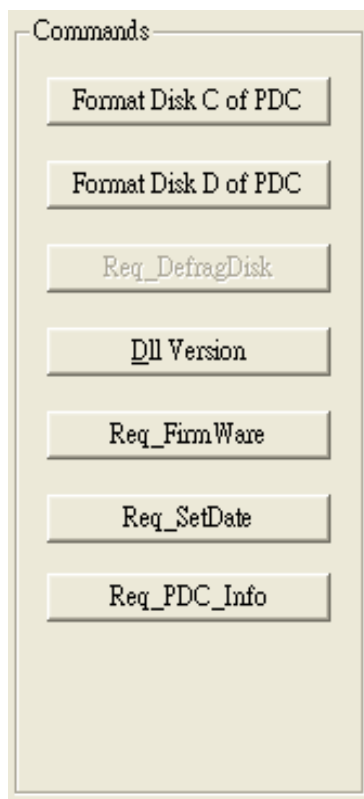 Commands
Format Disk C of PDC
Format Disk D of PDC
Req_DefragDisk
Dll Version
Req_FirmWare
Req_SetDate
Req_PDC_Info